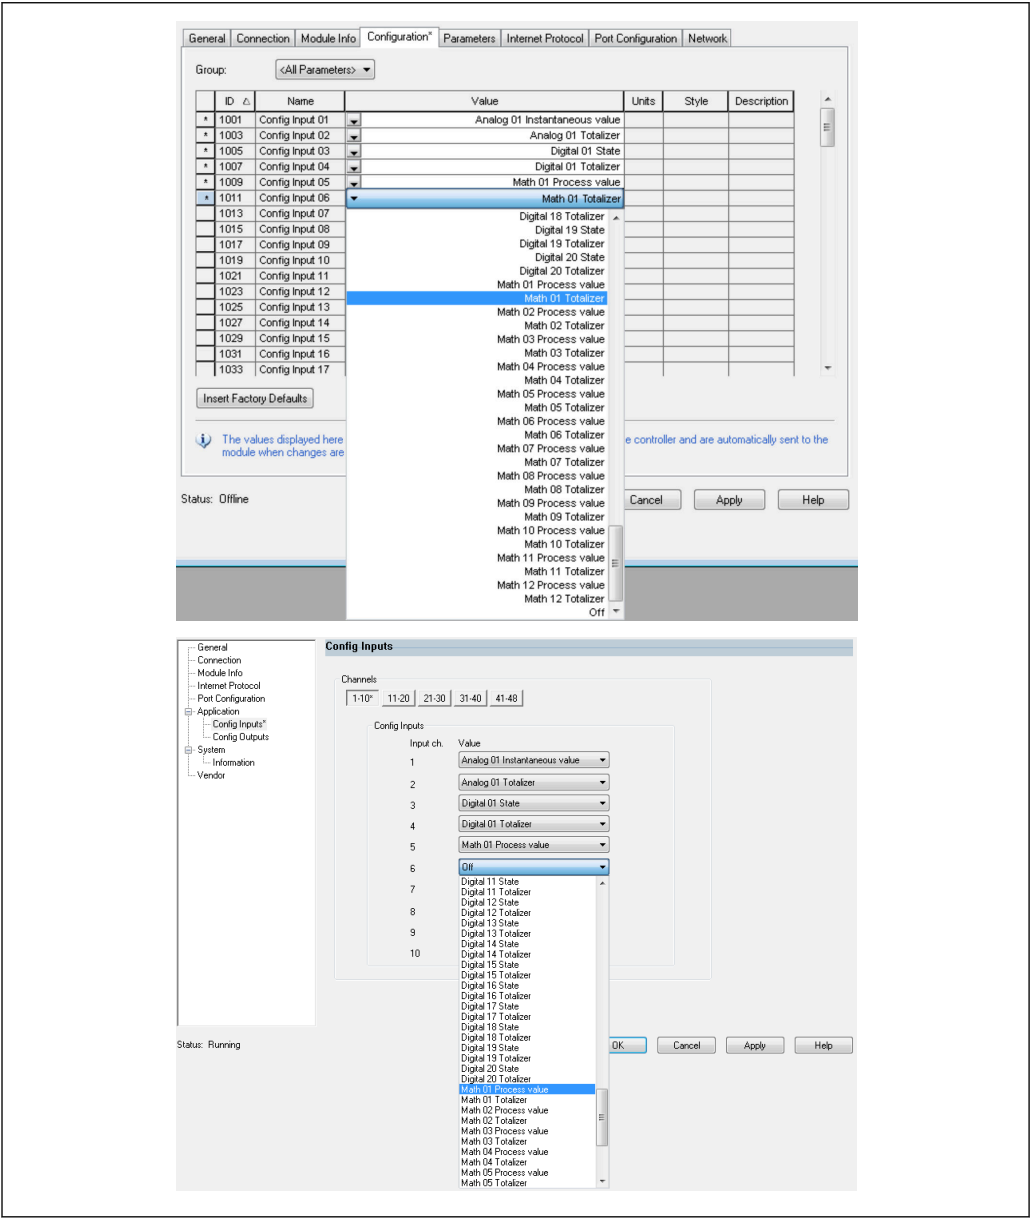 General Connection Module Info Configuration* Parameters Internet Protocol Port Configuration Network
Group: <All Parameters>
ID Name Value Units Style Description
* 1001 Config Input 01 Analog 01 Instantaneous value
* 1003 Config Input 02 Analog 01 Totalizer
* 1005 Config Input 03 Digital 01 State
* 1007 Config Input 04 Digital 01 Totalizer
* 1009 Config Input 05 Math 01 Process value
* 1011 Config Input 06 Math 01 Totalizer
1013 Config Input 07
1015 Config Input 08
1017 Config Input 09
1019 Config Input 10
1021 Config Input 11
1023 Config Input 12
1025 Config Input 13
1027 Config Input 14
1029 Config Input 15
1031 Config Input 16
1033 Config Input 17
Digital 18 Totalizer
Digital 19 State
Digital 19 Totalizer
Digital 20 State
Digital 20 Totalizer
Math 01 Process value
Math 01 Totalizer
Math 02 Process value
Math 02 Totalizer
Math 03 Process value
Math 03 Totalizer
Math 04 Process value
Math 04 Totalizer
Math 05 Process value
Math 05 Totalizer
Math 06 Process value
Math 06 Totalizer
Math 07 Process value
Math 07 Totalizer
Math 08 Process value
Math 08 Totalizer
Math 09 Process value
Math 09 Totalizer
Math 10 Process value
Math 10 Totalizer
Math 11 Process value
Math 11 Totalizer
Math 12 Process value
Math 12 Totalizer
Off
Insert Factory Defaults
The values displayed here e controller and are automatically sent to the
module when changes are
Status: Offline
Cancel Apply Help
General
Connection
Module Info
Internet Protocol
Port Configuration
Application
Config Inputs*
Config Outputs
System
Information
Vendor
Config Inputs
Channels
1-10* 11-20 21-30 31-40 41-48
Config Inputs
Input ch. Value
1 Analog 01 Instantaneous value
2 Analog 01 Totalizer
3 Digital 01 State
4 Digital 01 Totalizer
5 Math 01 Process value
6 Off
7
8
9
10
Digital 11 State
Digital 11 Totalizer
Digital 12 State
Digital 12 Totalizer
Digital 13 State
Digital 13 Totalizer
Digital 14 State
Digital 14 Totalizer
Digital 15 State
Digital 15 Totalizer
Digital 16 State
Digital 16 Totalizer
Digital 17 State
Digital 17 Totalizer
Digital 18 State
Digital 18 Totalizer
Digital 19 State
Digital 19 Totalizer
Digital 20 State
Digital 20 Totalizer
Math 01 Process value
Math 01 Totalizer
Math 02 Process value
Math 02 Totalizer
Math 03 Process value
Math 03 Totalizer
Math 04 Process value
Math 04 Totalizer
Math 05 Process value
Math 05 Totalizer
Status: Running
OK Cancel Apply Help